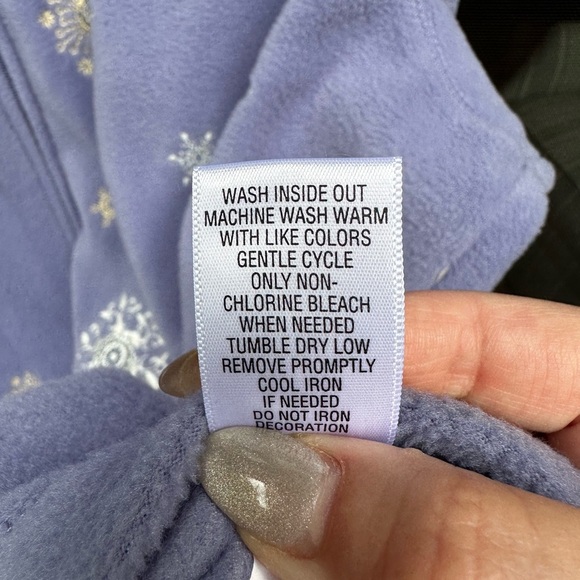 WASH INSIDE OUT
MACHINE WASH WARM
WITH LIKE COLORS
GENTLE CYCLE
ONLY NON-
CHLORINE BLEACH
WHEN NEEDED
TUMBLE DRY LOW
REMOVE PROMPTLY
COOL IRON
IF NEEDED
DO NOT IRON
DECORATION